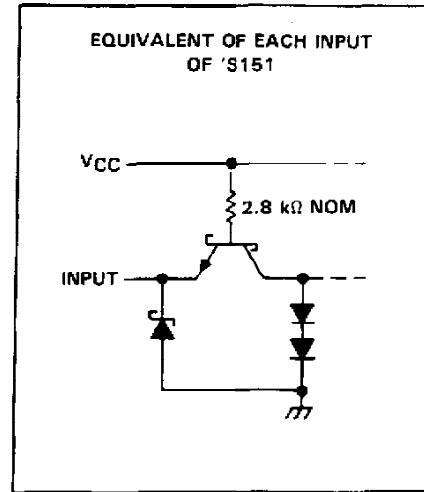 EQUIVALENT OF EACH INPUT
OF 'S151
VCC
2.8 kΩ NOM
INPUT